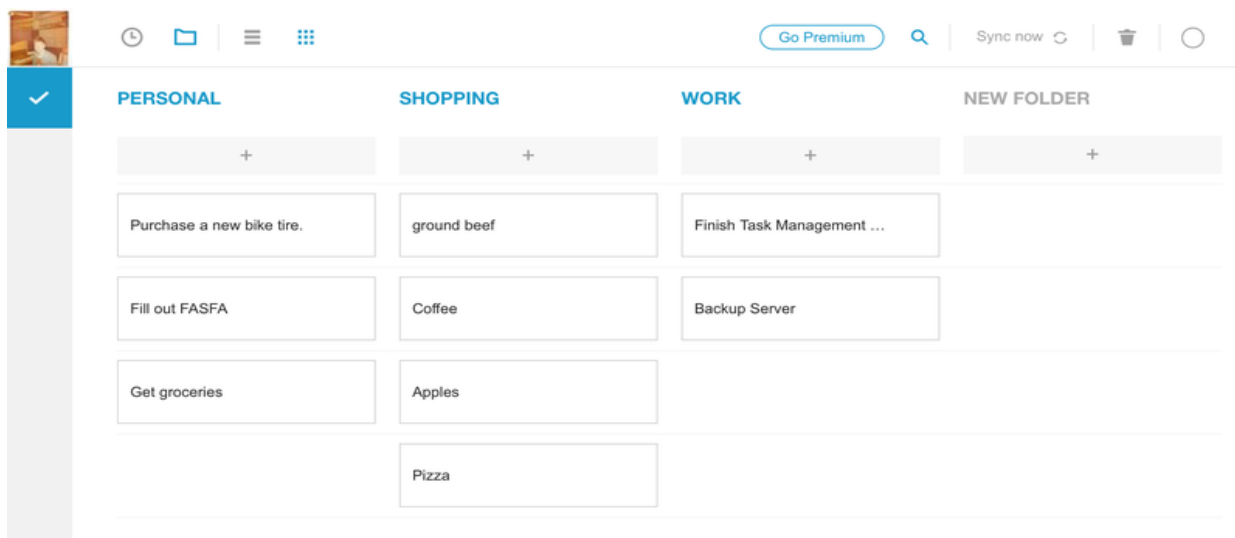 Go Premium
Sync now
PERSONAL
SHOPPING
WORK
NEW FOLDER
+
+
+
+
Purchase a new bike tire.
ground beef
Finish Task Management ...
Fill out FASFA
Coffee
Backup Server
Get groceries
Apples
Pizza